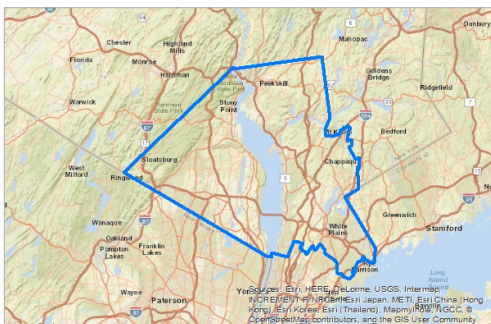 Danbury
Mahopac
Chester
Highland
Mills
Florida
Monroe
Harriman
Goldens
Bridge
Peekskill
State Park
Ridgefield
Stony
Point
Warwick
Bedford
Sloatsburg
Chappaqua
West
Milford
Ringwood
Greenwich
Wanaque
White
Plains
Stamford
Oakland
Pompton
Lakes
Franklin
Lakes
Long
Island
Wayne
Paterson
Sources: Esri, HERE, DeLorme, USGS, Intermap,
INCREMENT P, NRCan, Esri Japan, METI, Esri China (Hong
Kong), Esri Korea, Esri (Thailand), MapmyIndia, NGCC, ©
OpenStreetMap contributors, and the GIS User Community